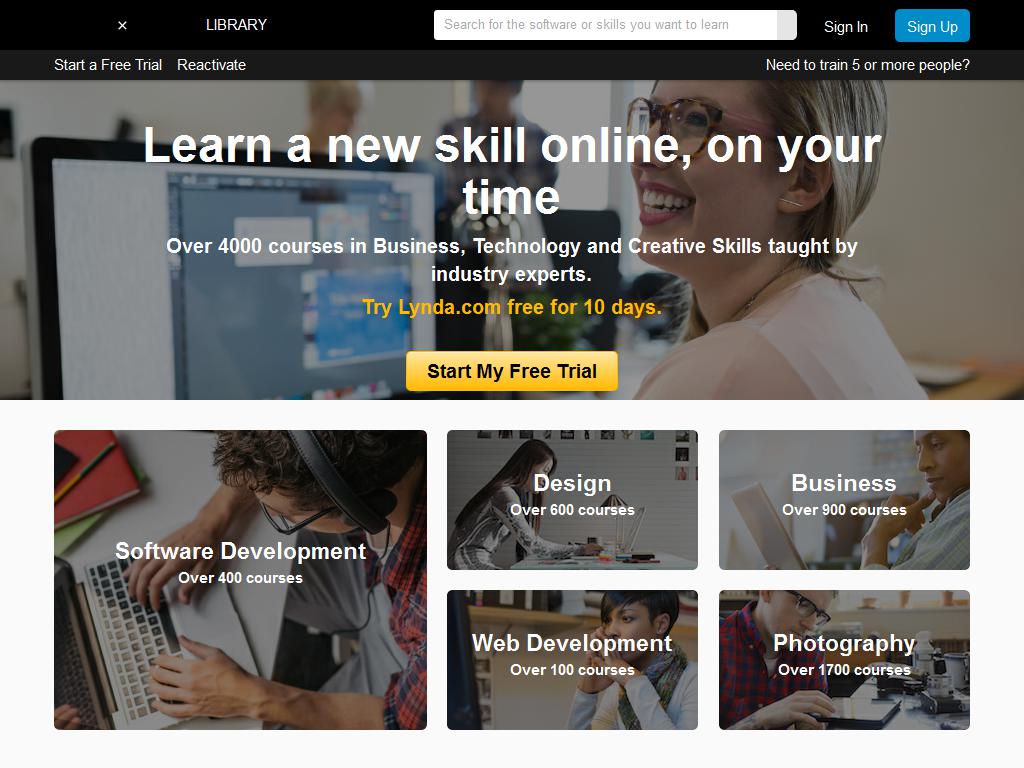 × LIBRARY Search for the software or skills you want to learn Sign In Sign Up
Start a Free Trial Reactivate Need to train 5 or more people?
Learn a new skill online, on your
time
Over 4000 courses in Business, Technology and Creative Skills taught by
industry experts.
Try Lynda.com free for 10 days.
Start My Free Trial
Software Development
Over 400 courses
Design
Over 600 courses
Business
Over 900 courses
Web Development
Over 100 courses
Photography
Over 1700 courses